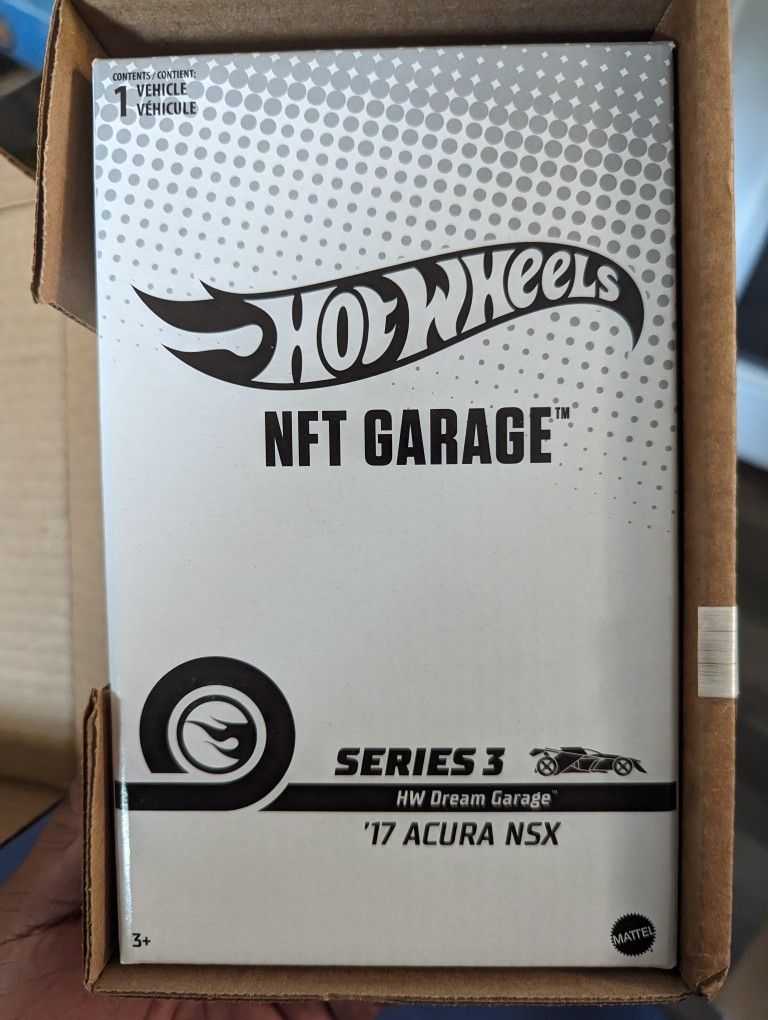 CONTENTS / CONTIENT:
1 VEHICLE
VÉHICULE
HOT WHEELS
NFT GARAGE™
SERIES 3
HW Dream Garage™
'17 ACURA NSX
3+
MATTEL